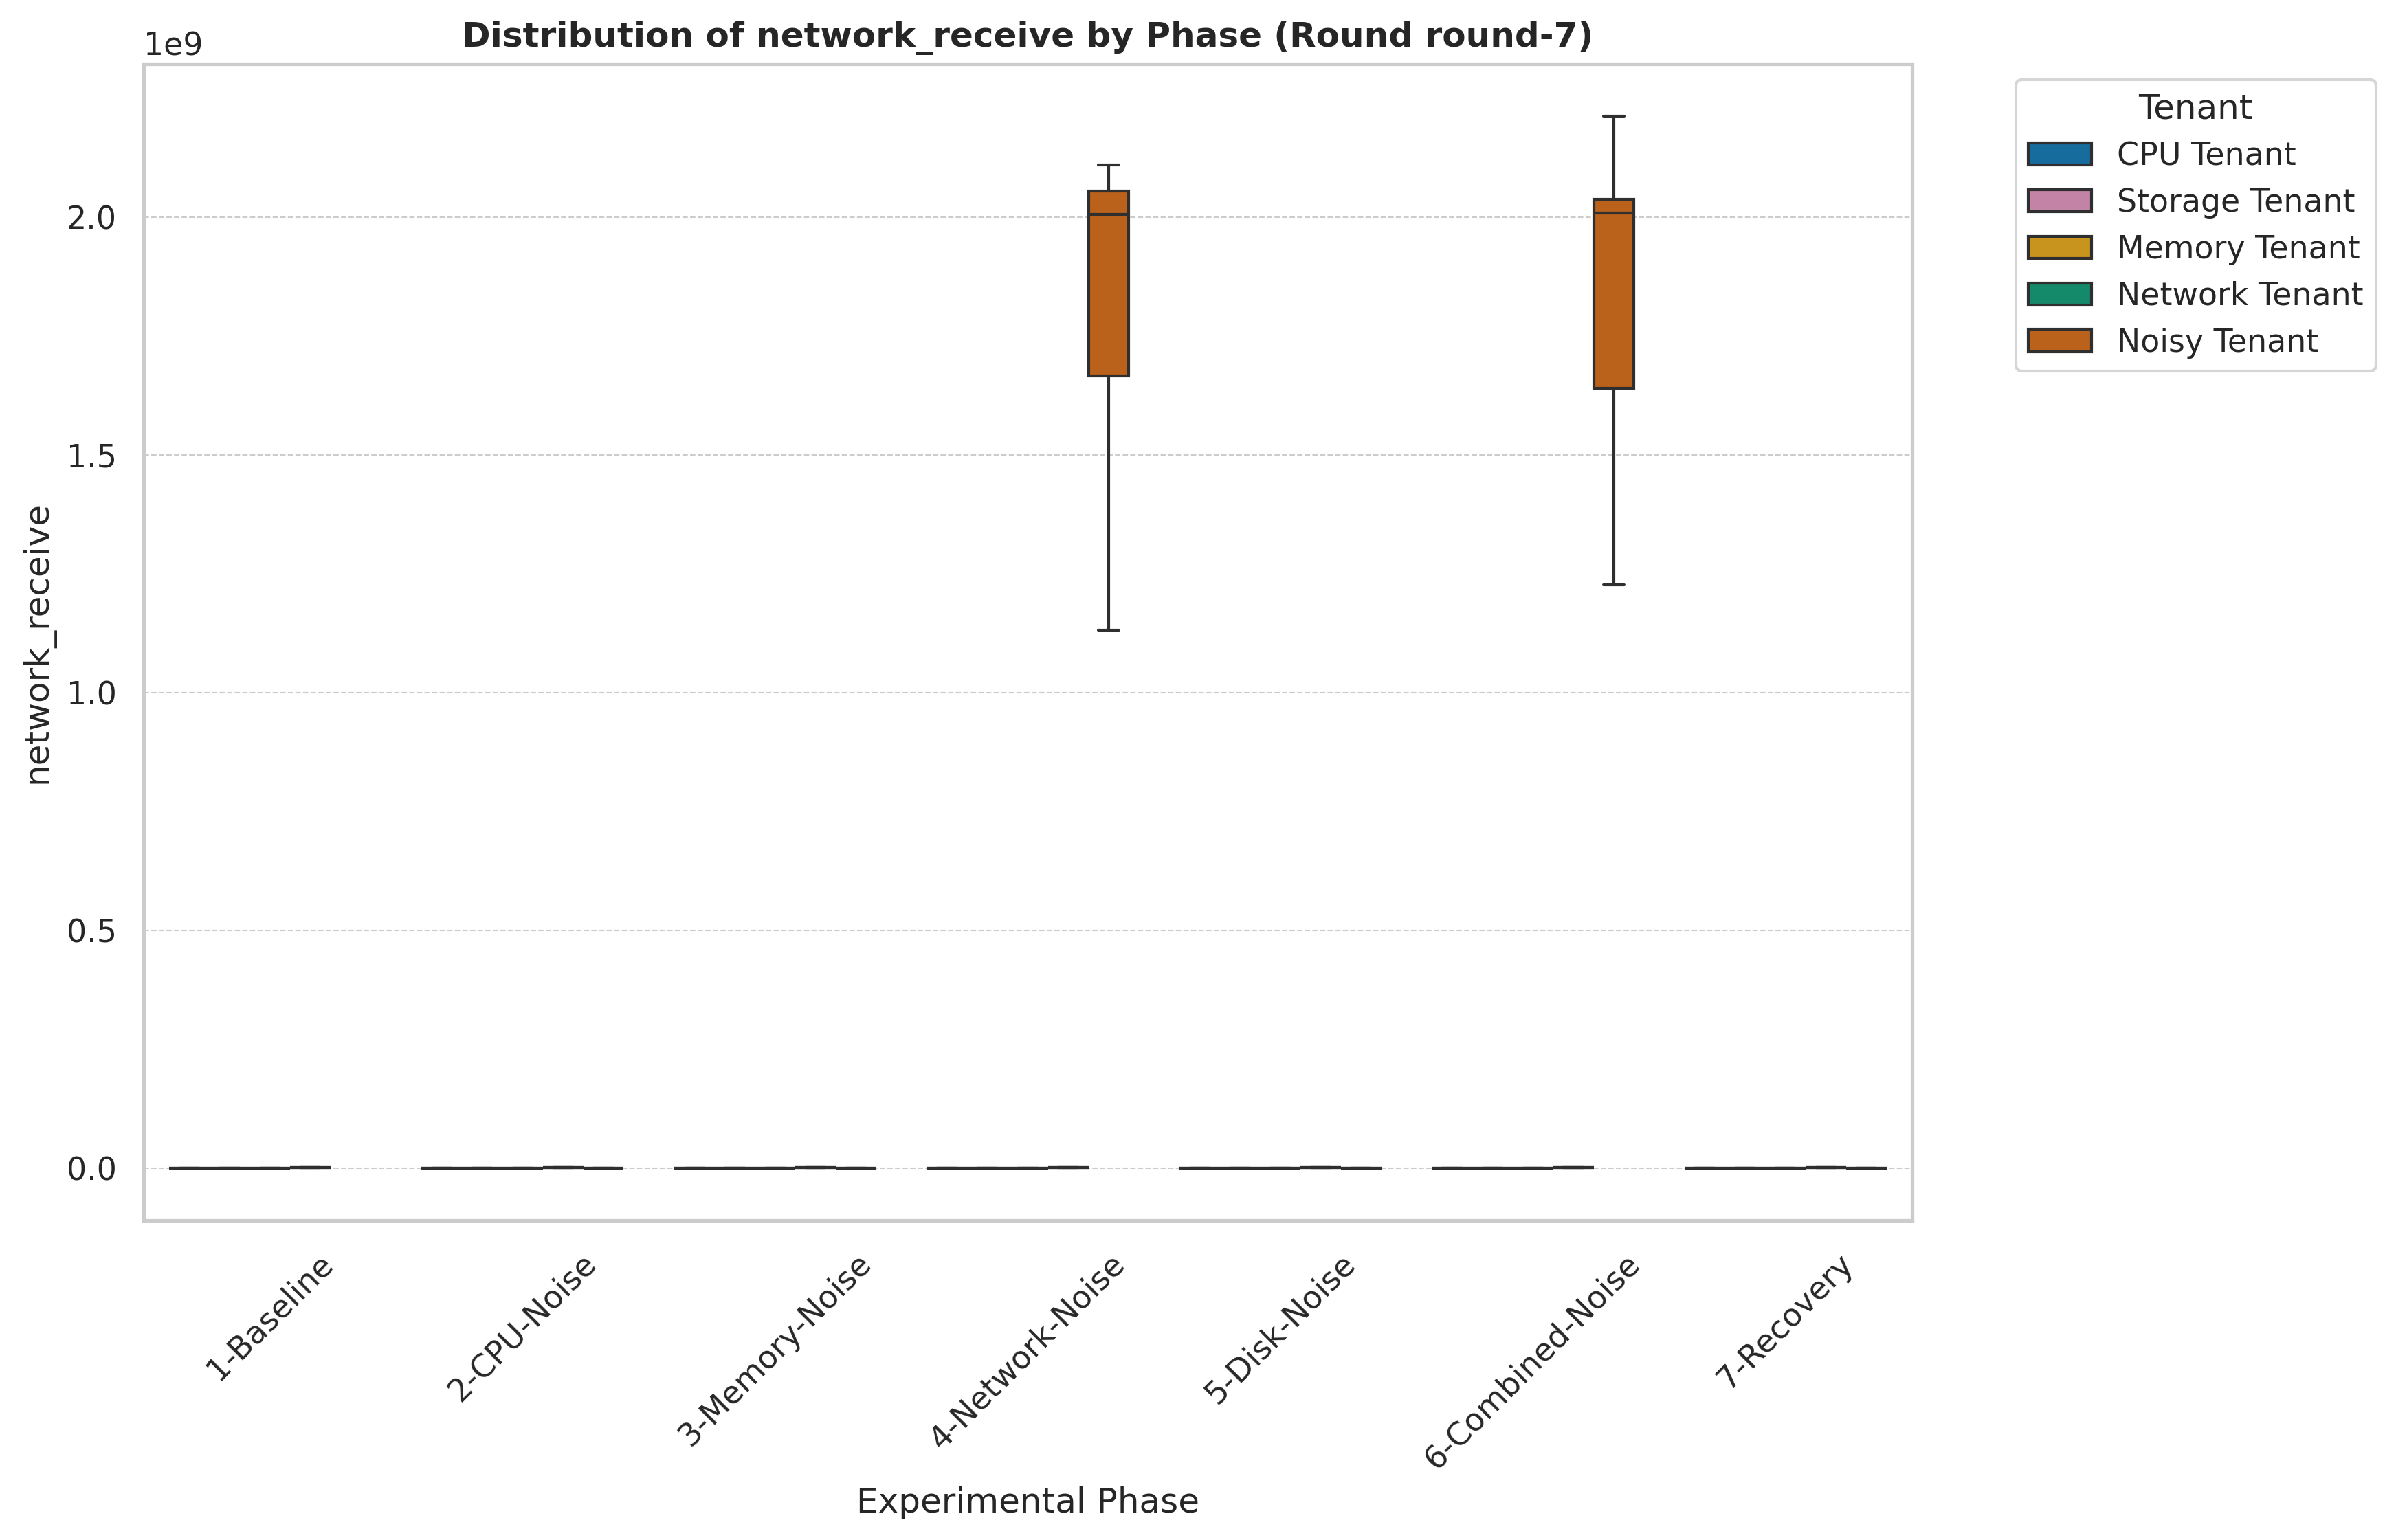 Distribution of network_receive by Phase (Round round-7)
1e9
Tenant
CPU Tenant
Storage Tenant
Memory Tenant
Network Tenant
Noisy Tenant
network_receive
2.0
1.5
1.0
0.5
0.0
1-Baseline
2-CPU-Noise
3-Memory-Noise
4-Network-Noise
5-Disk-Noise
6-Combined-Noise
7-Recovery
Experimental Phase